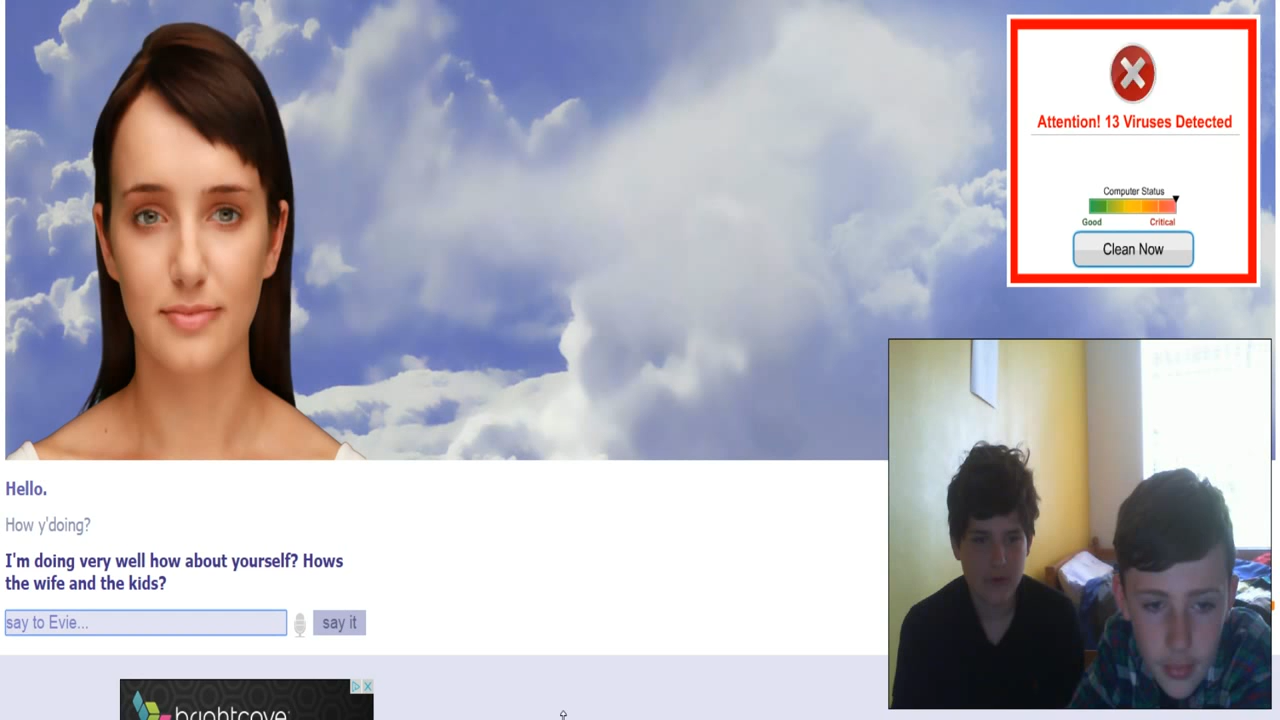 Attention! 13 Viruses Detected
Computer Status
Good Critical
Clean Now
Hello.
How y'doing?
I'm doing very well how about yourself? Hows
the wife and the kids?
say to Evie...
say it
brightcove